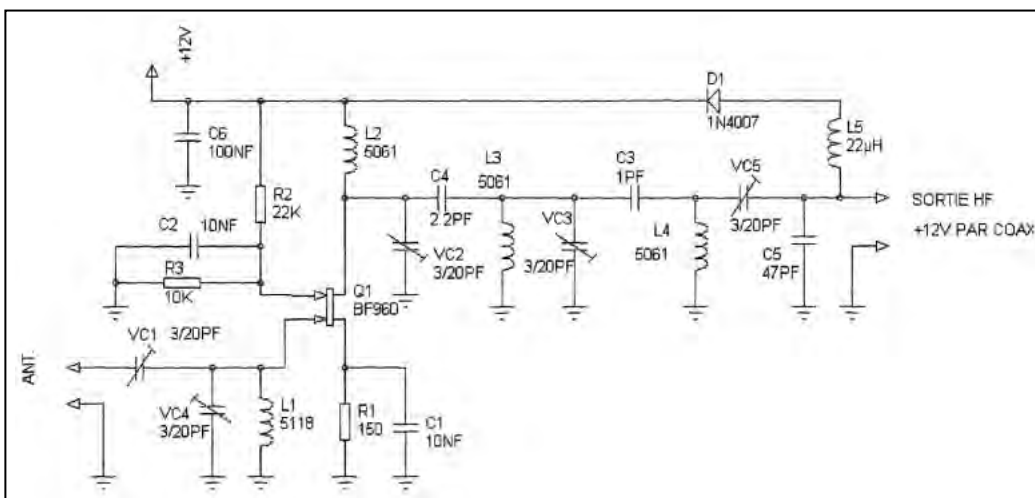 +12V
C6
100NF
R2
22K
C2
10NF
R3
10K
L2
5061
D1
1N4007
L5
22µH
C4
2.2PF
L3
5061
C3
1PF
VC5
3/20PF
SORTIE HF
+12V PAR COAX
VC2
3/20PF
VC3
3/20PF
L4
5061
C5
47PF
Q1
BF960
ANT.
VC1
3/20PF
VC4
3/20PF
L1
5118
R1
150
C1
10NF